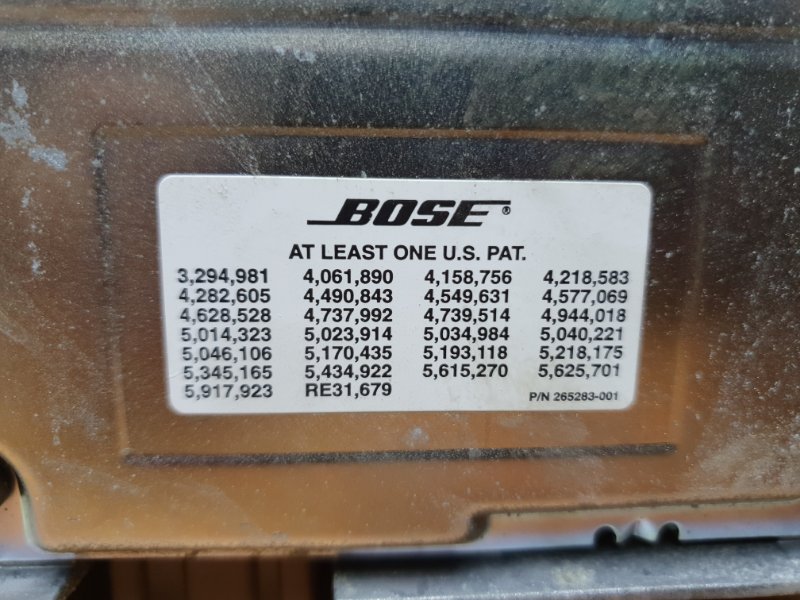 BOSE®
AT LEAST ONE U.S. PAT.
3,294,981 4,061,890 4,158,756 4,218,583
4,282,605 4,490,843 4,549,631 4,577,069
4,628,528 4,737,992 4,739,514 4,944,018
5,014,323 5,023,914 5,034,984 5,040,221
5,046,106 5,170,435 5,193,118 5,218,175
5,345,165 5,434,922 5,615,270 5,625,701
5,917,923 RE31,679 P/N 265283-001